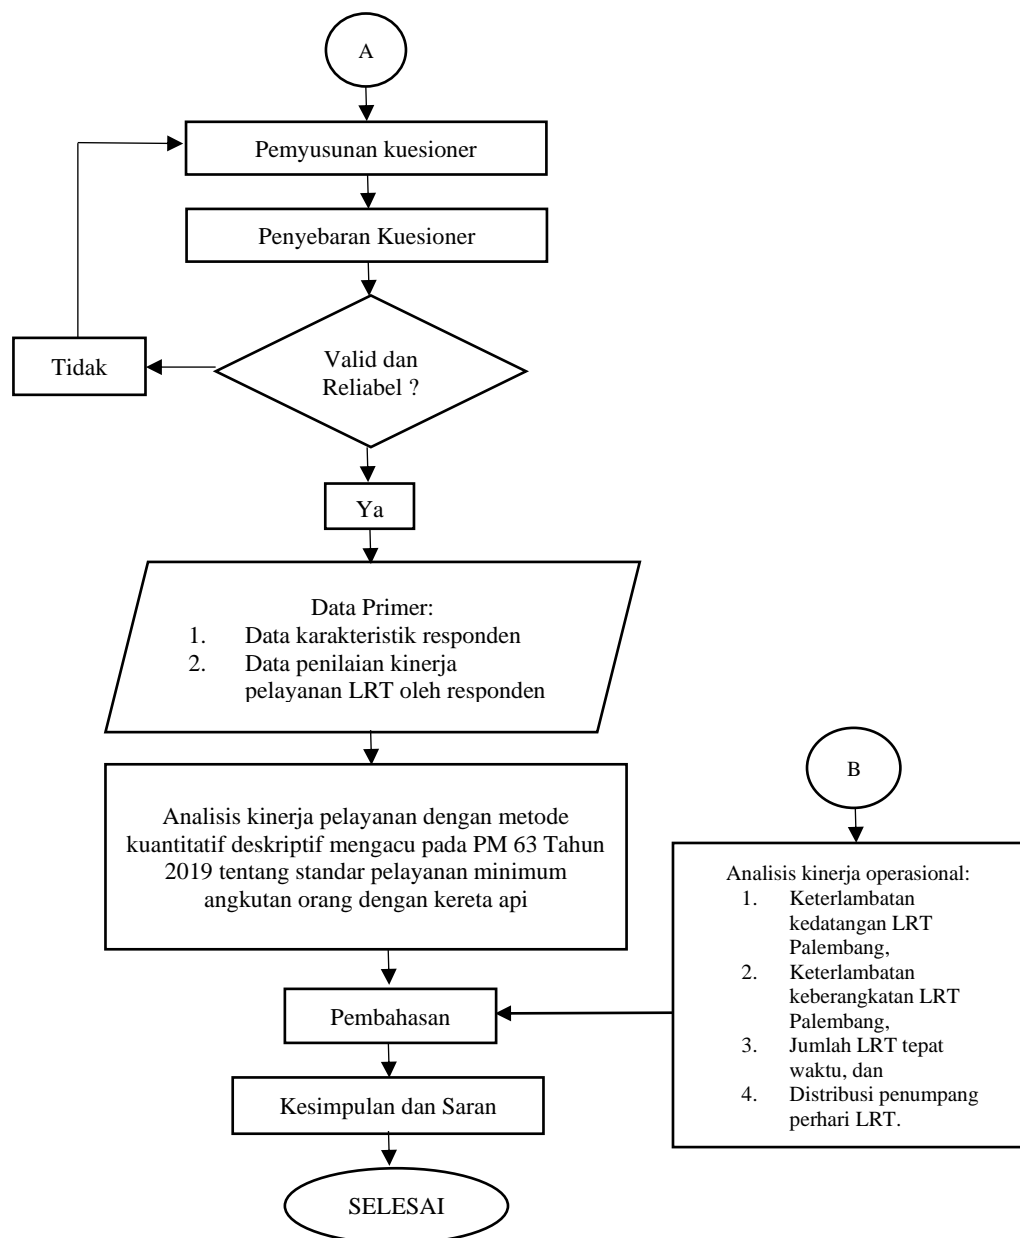 A
Pemyusunan kuesioner
Penyebaran Kuesioner
Valid dan
Reliabel ?
Tidak
Ya
Data Primer:
1. Data karakteristik responden
2. Data penilaian kinerja
pelayanan LRT oleh responden
Analisis kinerja pelayanan dengan metode
kuantitatif deskriptif mengacu pada PM 63 Tahun
2019 tentang standar pelayanan minimum
angkutan orang dengan kereta api
B
Analisis kinerja operasional:
1. Keterlambatan
kedatangan LRT
Palembang,
2. Keterlambatan
keberangkatan LRT
Palembang,
3. Jumlah LRT tepat
waktu, dan
4. Distribusi penumpang
perhari LRT.
Pembahasan
Kesimpulan dan Saran
SELESAI